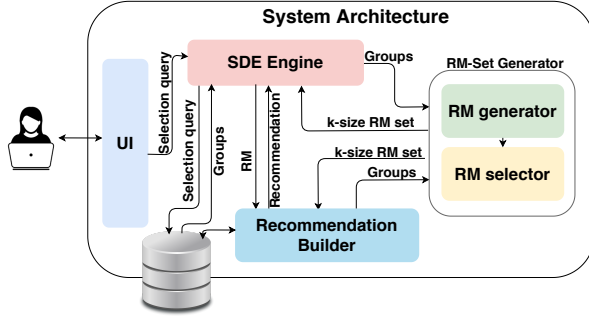 System Architecture
SDE Engine
Groups
RM-Set Generator
Selection query
UI
RM generator
k-size RM set
Selection query
Groups
RM
Recommendation
k-size RM set
RM selector
Groups
Recommendation
Builder